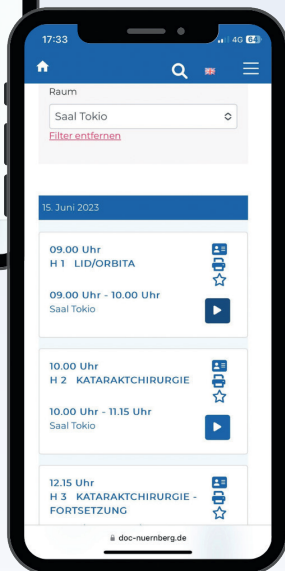 17:33
4G 64
Raum
Saal Tokio
Filter entfernen
15. Juni 2023
09.00 Uhr
H 1 LID/ORBITA
09.00 Uhr - 10.00 Uhr
Saal Tokio
10.00 Uhr
H 2 KATARAKTCHIRURGIE
10.00 Uhr - 11.15 Uhr
Saal Tokio
12.15 Uhr
H 3 KATARAKTCHIRURGIE -
FORTSETZUNG
doc-nuernberg.de